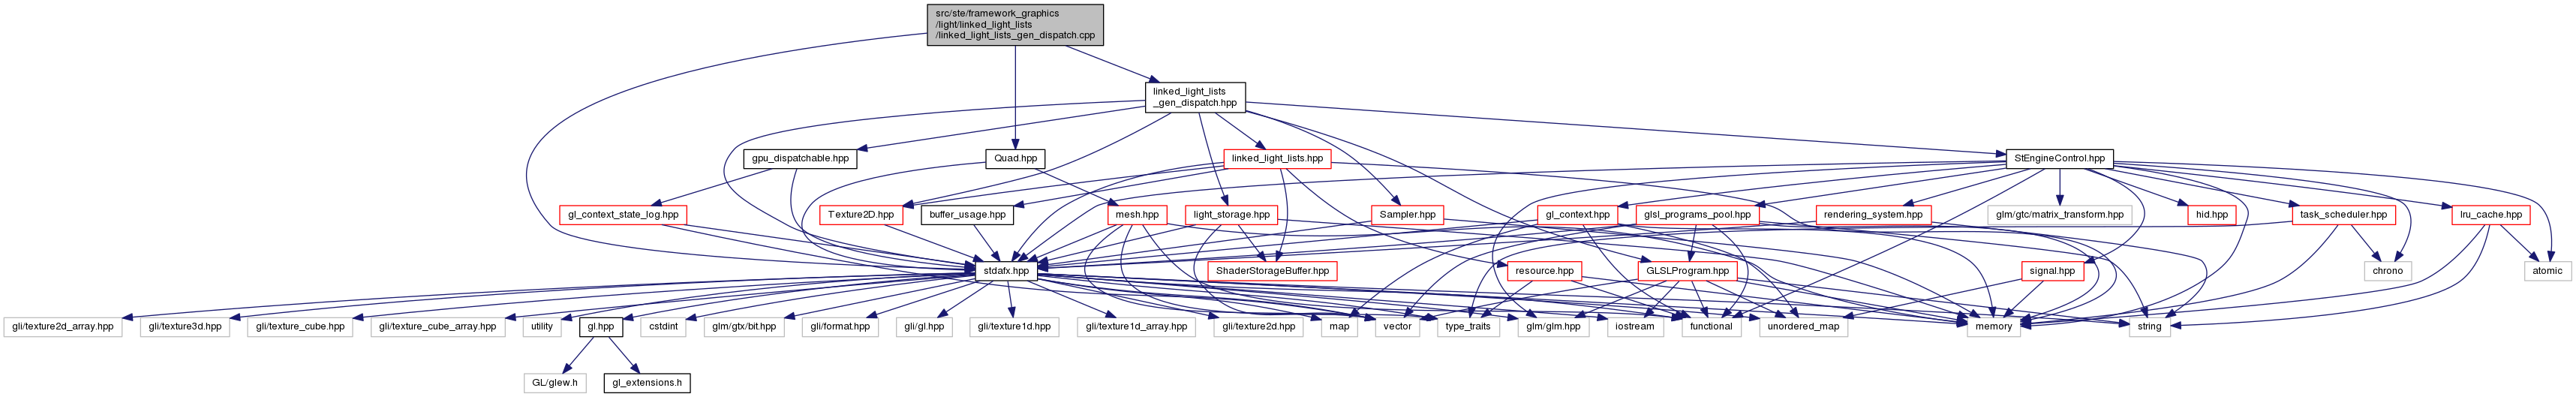 src/ste/framework_graphics
/light/linked_light_lists
/linked_light_lists_gen_dispatch.cpp
linked_light_lists
_gen_dispatch.hpp
gpu_dispatchable.hpp
Quad.hpp
linked_light_lists.hpp
StEngineControl.hpp
gl_context_state_log.hpp
Texture2D.hpp
buffer_usage.hpp
mesh.hpp
light_storage.hpp
Sampler.hpp
gl_context.hpp
glsl_programs_pool.hpp
rendering_system.hpp
glm/gtc/matrix_transform.hpp
hid.hpp
task_scheduler.hpp
lru_cache.hpp
stdafx.hpp
ShaderStorageBuffer.hpp
resource.hpp
GLSLProgram.hpp
signal.hpp
chrono
atomic
gli/texture2d_array.hpp
gli/texture3d.hpp
gli/texture_cube.hpp
gli/texture_cube_array.hpp
utility
gl.hpp
cstdint
glm/gtx/bit.hpp
gli/format.hpp
gli/gl.hpp
gli/texture1d.hpp
gli/texture1d_array.hpp
gli/texture2d.hpp
map
vector
type_traits
glm/glm.hpp
iostream
functional
unordered_map
memory
string
GL/glew.h
gl_extensions.h